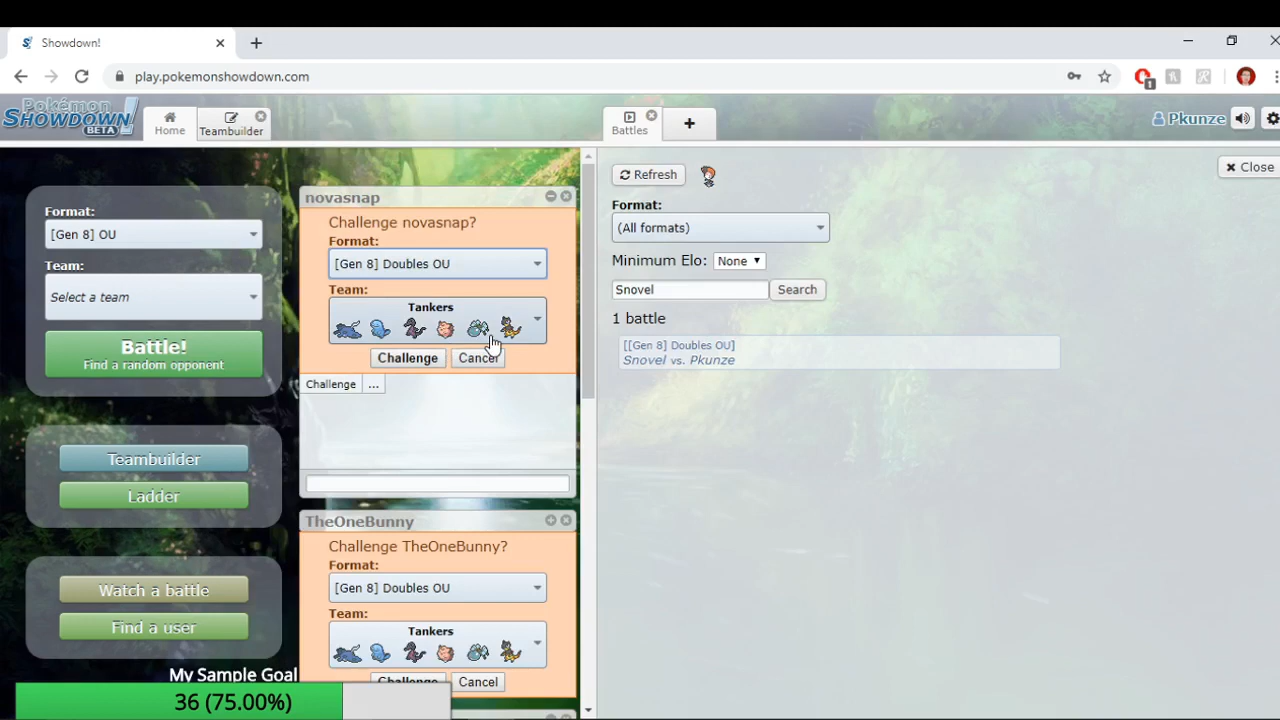 Showdown!
play.pokemonshowdown.com
1
Pokémon
SHOWDOWN!
BETA
Home
Teambuilder
Battles
Pkunze
Format:
[Gen 8] OU
Team:
Select a team
Battle!
Find a random opponent
Teambuilder
Ladder
Watch a battle
Find a user
My Sample Goal
36 (75.00%)
novasnap
Challenge novasnap?
Format:
[Gen 8] Doubles OU
Team:
Tankers
Challenge Cancel
Challenge ...
TheOneBunny
Challenge TheOneBunny?
Format:
[Gen 8] Doubles OU
Team:
Tankers
Challenge Cancel
Refresh
Close
Format:
(All formats)
Minimum Elo: None
Snovel Search
1 battle
[[Gen 8] Doubles OU]
Snovel vs. Pkunze